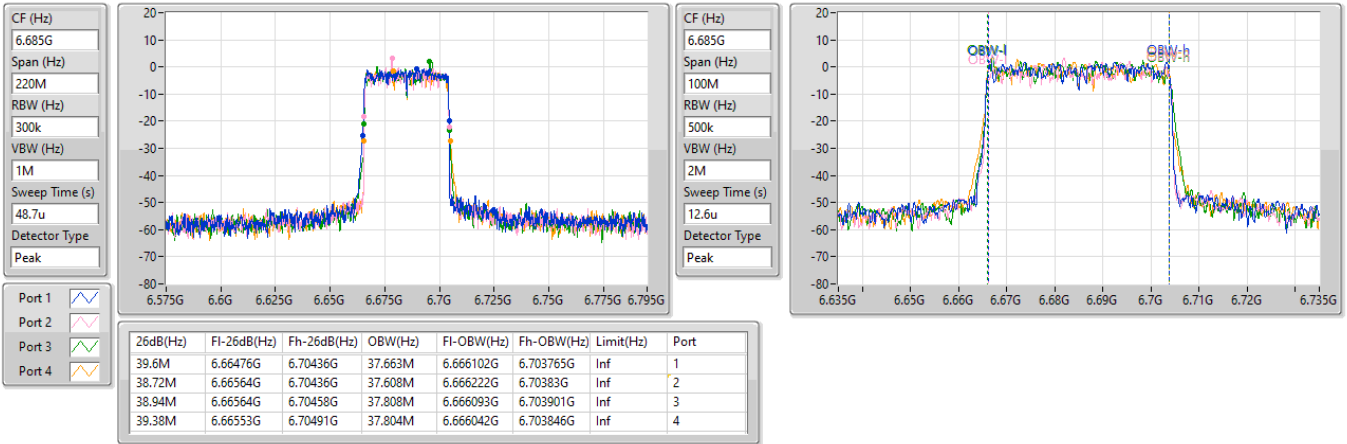 CF (Hz)
6.685G
Span (Hz)
220M
RBW (Hz)
300k
VBW (Hz)
1M
Sweep Time (s)
48.7u
Detector Type
Peak
20
10
0
-10
-20
-30
-40
-50
-60
-70
-80
6.575G 6.6G 6.625G 6.65G 6.675G 6.7G 6.725G 6.75G 6.775G 6.795G
CF (Hz)
6.685G
Span (Hz)
100M
RBW (Hz)
500k
VBW (Hz)
2M
Sweep Time (s)
12.6u
Detector Type
Peak
20
10
0
-10
-20
-30
-40
-50
-60
-70
-80
OBW-l OBW-h
6.635G 6.65G 6.66G 6.67G 6.68G 6.69G 6.7G 6.71G 6.72G 6.735G
Port 1
Port 2
Port 3
Port 4
26dB(Hz) Fl-26dB(Hz) Fh-26dB(Hz) OBW(Hz) Fl-OBW(Hz) Fh-OBW(Hz) Limit(Hz) Port
39.6M 6.66476G 6.70436G 37.663M 6.666102G 6.703765G Inf 1
38.72M 6.66564G 6.70436G 37.608M 6.666222G 6.70383G Inf 2
38.94M 6.66564G 6.70458G 37.808M 6.666093G 6.703901G Inf 3
39.38M 6.66553G 6.70491G 37.804M 6.666042G 6.703846G Inf 4